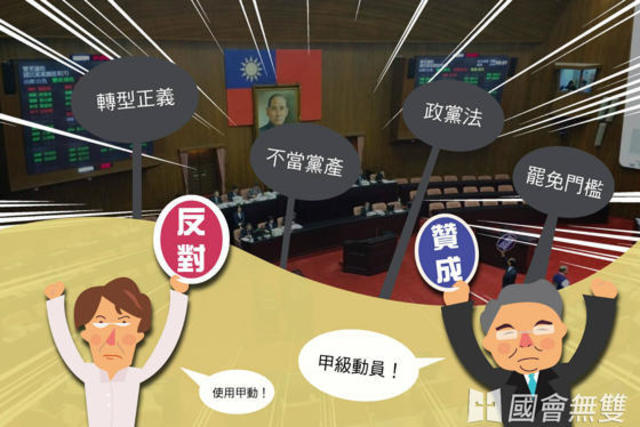 轉型正義
不當黨產
政黨法
罷免門檻
反對
贊成
使用甲動！
甲級動員！
國會無雙